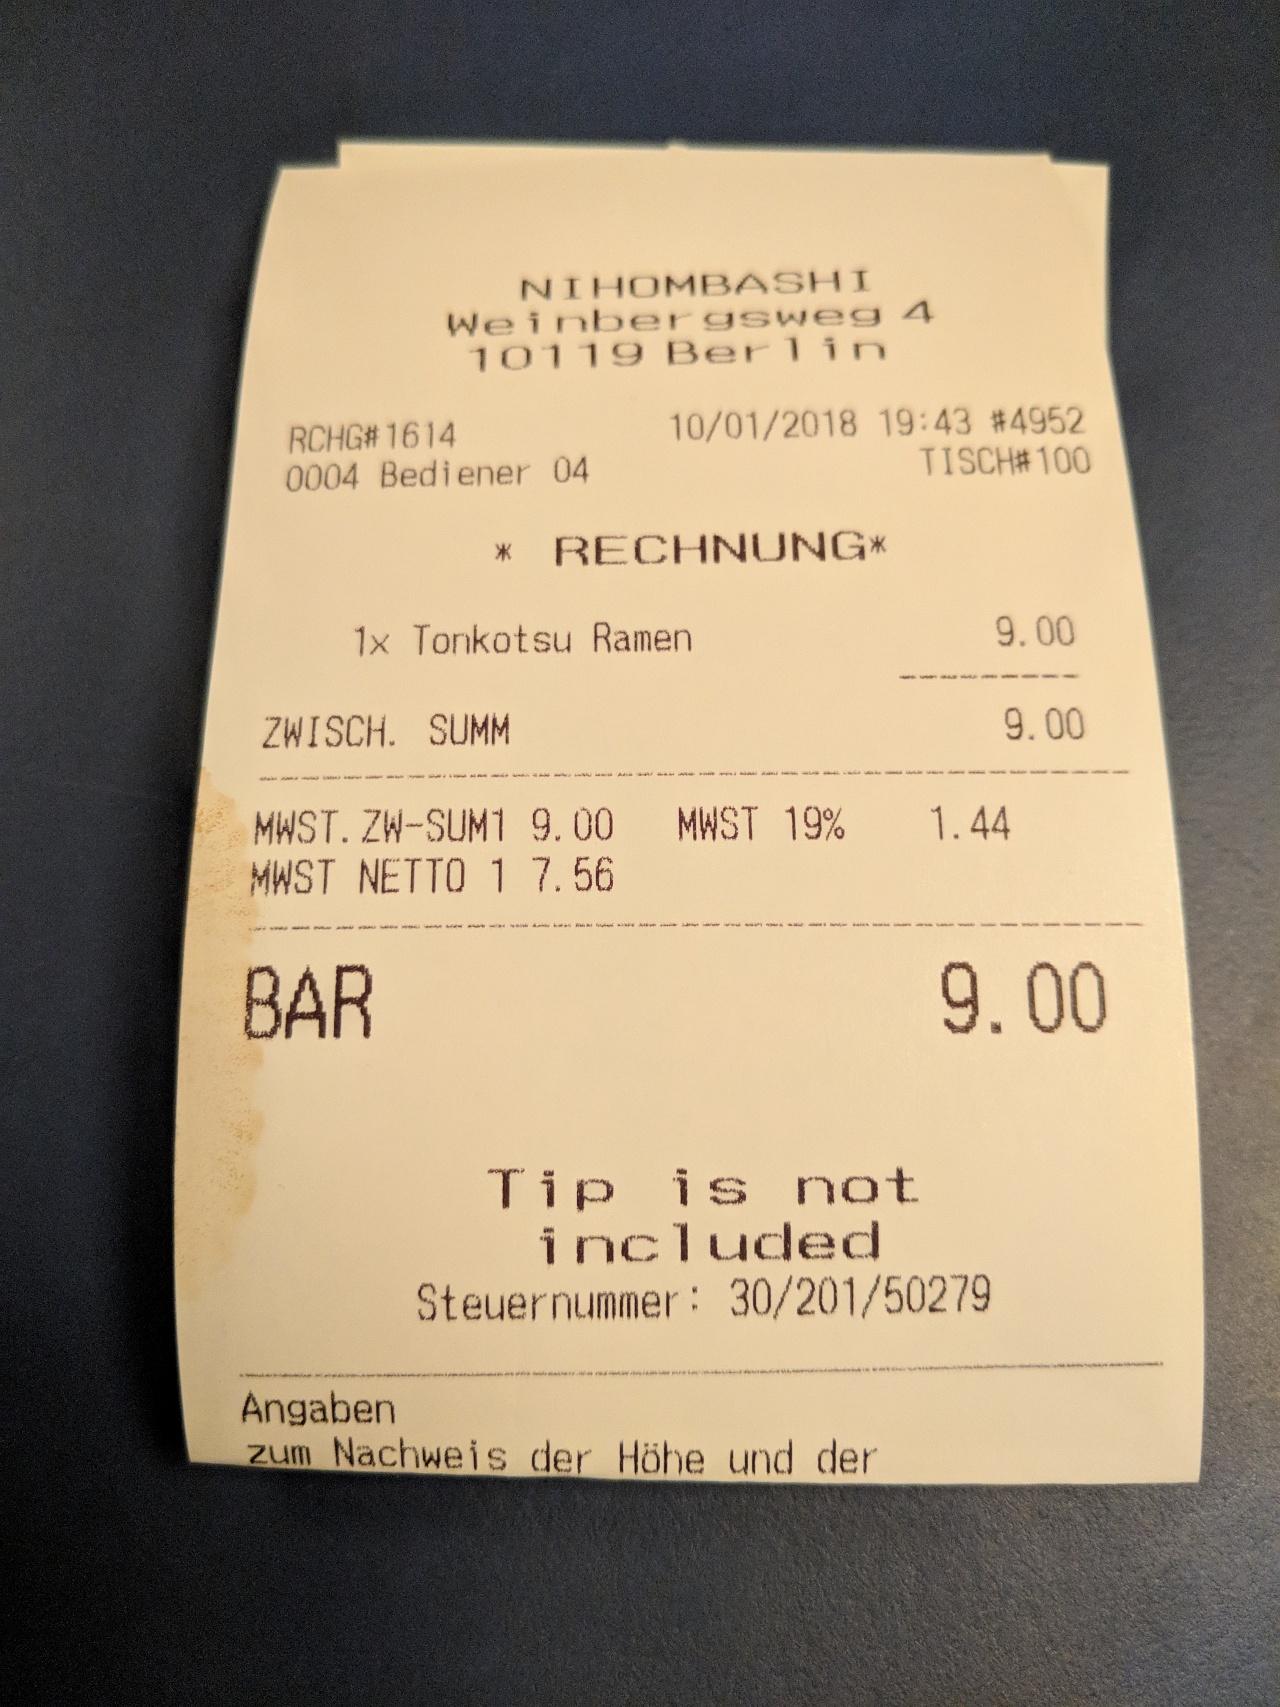 NIHOMBASHI
Weinbergsweg 4
10119 Berlin
RCHG#1614 10/01/2018 19:43 #4952
0004 Bediener 04 TISCH#100
* RECHNUNG*
1x Tonkotsu Ramen 9.00
ZWISCH. SUMM 9.00
MWST. ZW-SUM1 9.00 MWST 19% 1.44
MWST NETTO 1 7.56
BAR 9.00
Tip is not
included
Steuernummer: 30/201/50279
Angaben
zum Nachweis der Höhe und der